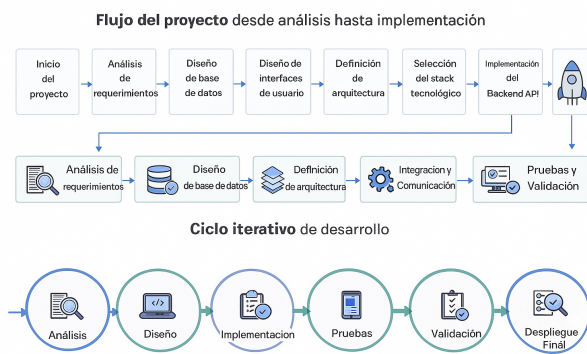 Flujo del proyecto desde análisis hasta implementación
Inicio
del
proyecto
Análisis
de
requerimientos
Diseño
de base
de datos
Diseño de
interfaces
de usuario
Definición
de
arquitectura
Selección
del stack
tecnológico
Implementación
del
Backend API
Análisis de
requerimientos
Diseño
de base de datos
Definición
de arquitectura
Integracion y
Comunicación
Pruebas y
Validación
Ciclo iterativo de desarrollo
</>
Análisis
Diseño
Implementacion
Pruebas
Validación
Despliegue
Finál